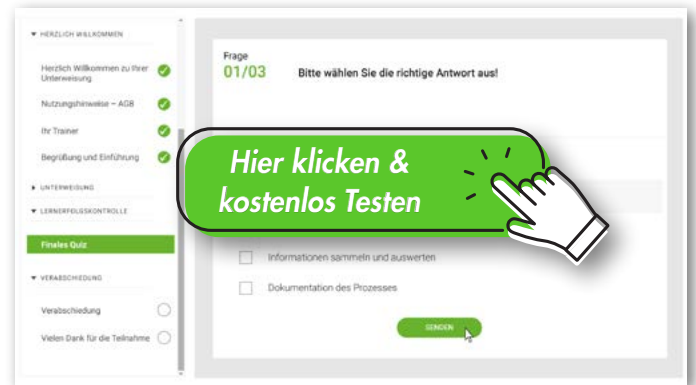 HERZLICH WILLKOMMEN
Herzlich Willkommen zu Ihrer
Unterweisung
Nutzungshinweise – AGB
Ihr Trainer
Begrüßung und Einführung
UNTERWEISUNG
LERNERFOLGSKONTROLLE
Finales Quiz
VERABSCHIEDUNG
Verabschiedung
Vielen Dank für die Teilnahme
Frage
01/03
Bitte wählen Sie die richtige Antwort aus!
Hier klicken &
kostenlos Testen
Informationen sammeln und auswerten
Dokumentation des Prozesses
SENDEN